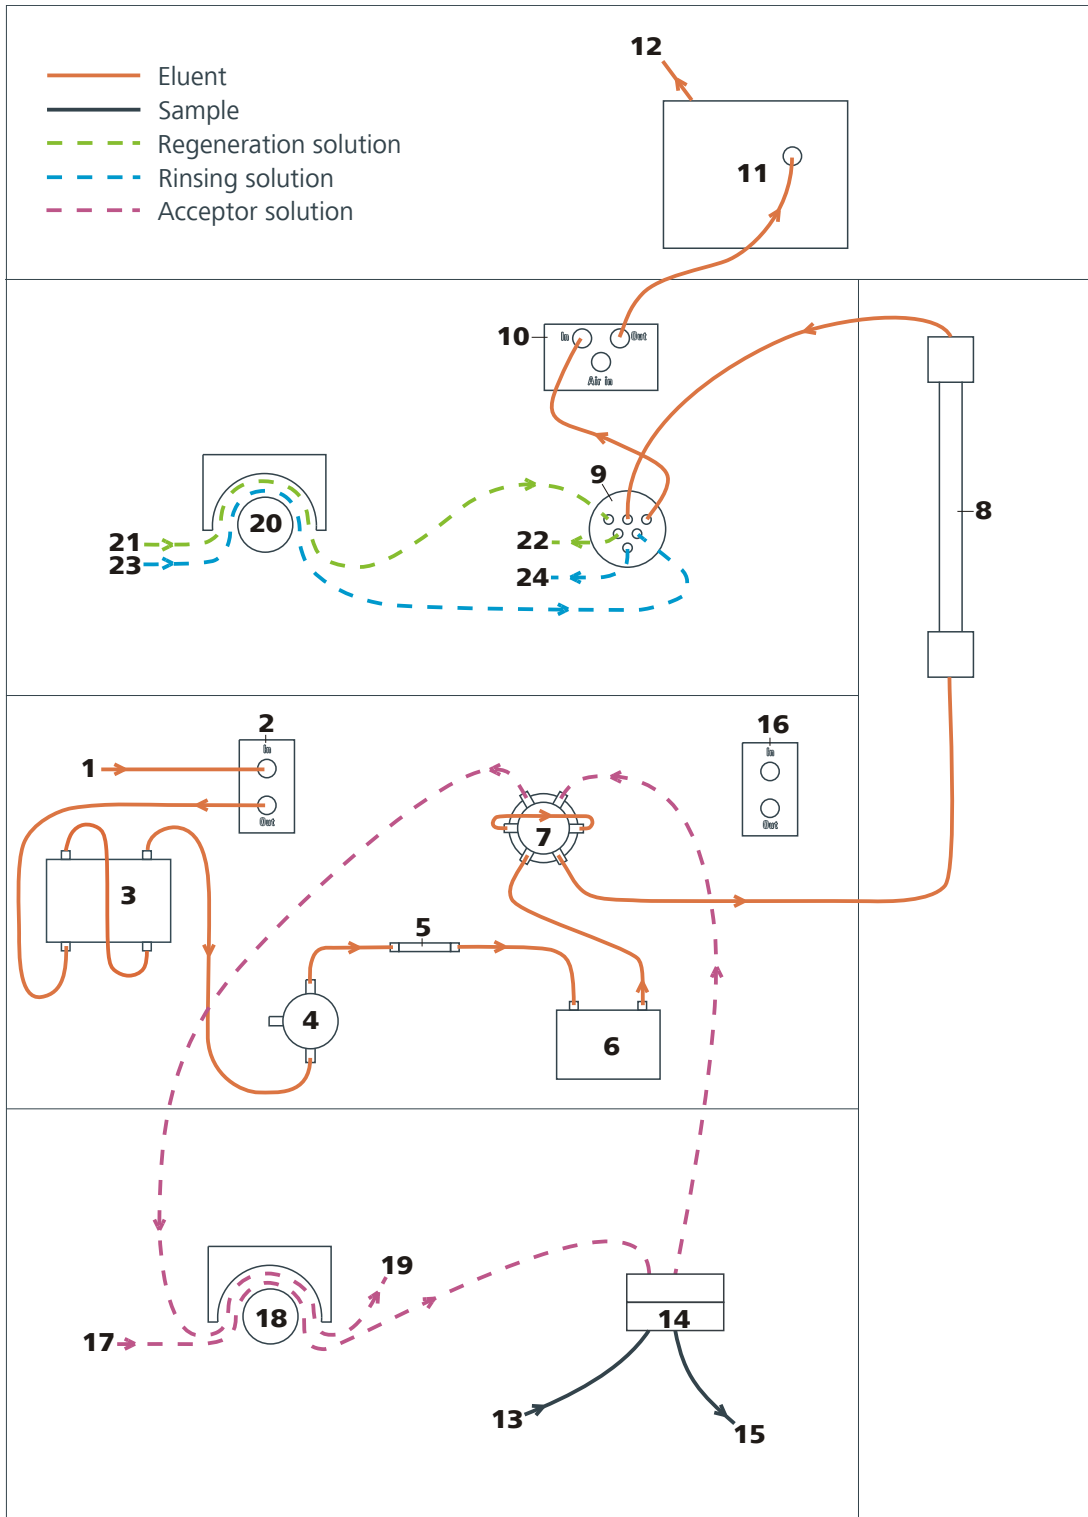 12
Eluent
Sample
Regeneration solution
Rinsing solution
Acceptor solution
11
10
In
Out
Air in
9
8
20
21
23
22
24
2
In
Out
1
16
In
Out
7
3
5
4
6
19
17
18
14
13
15